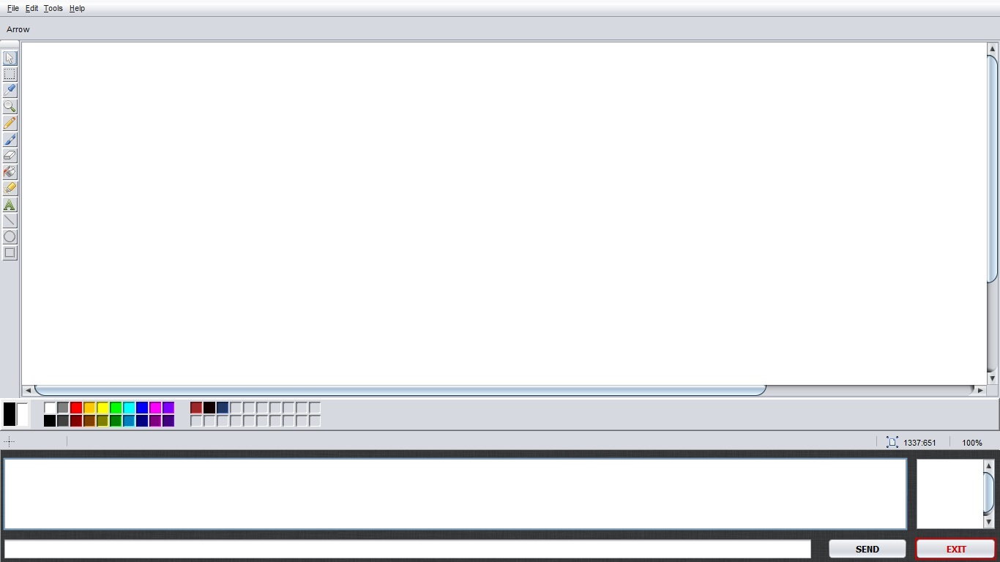 File Edit Tools Help
Arrow
1337:651 100%
SEND EXIT